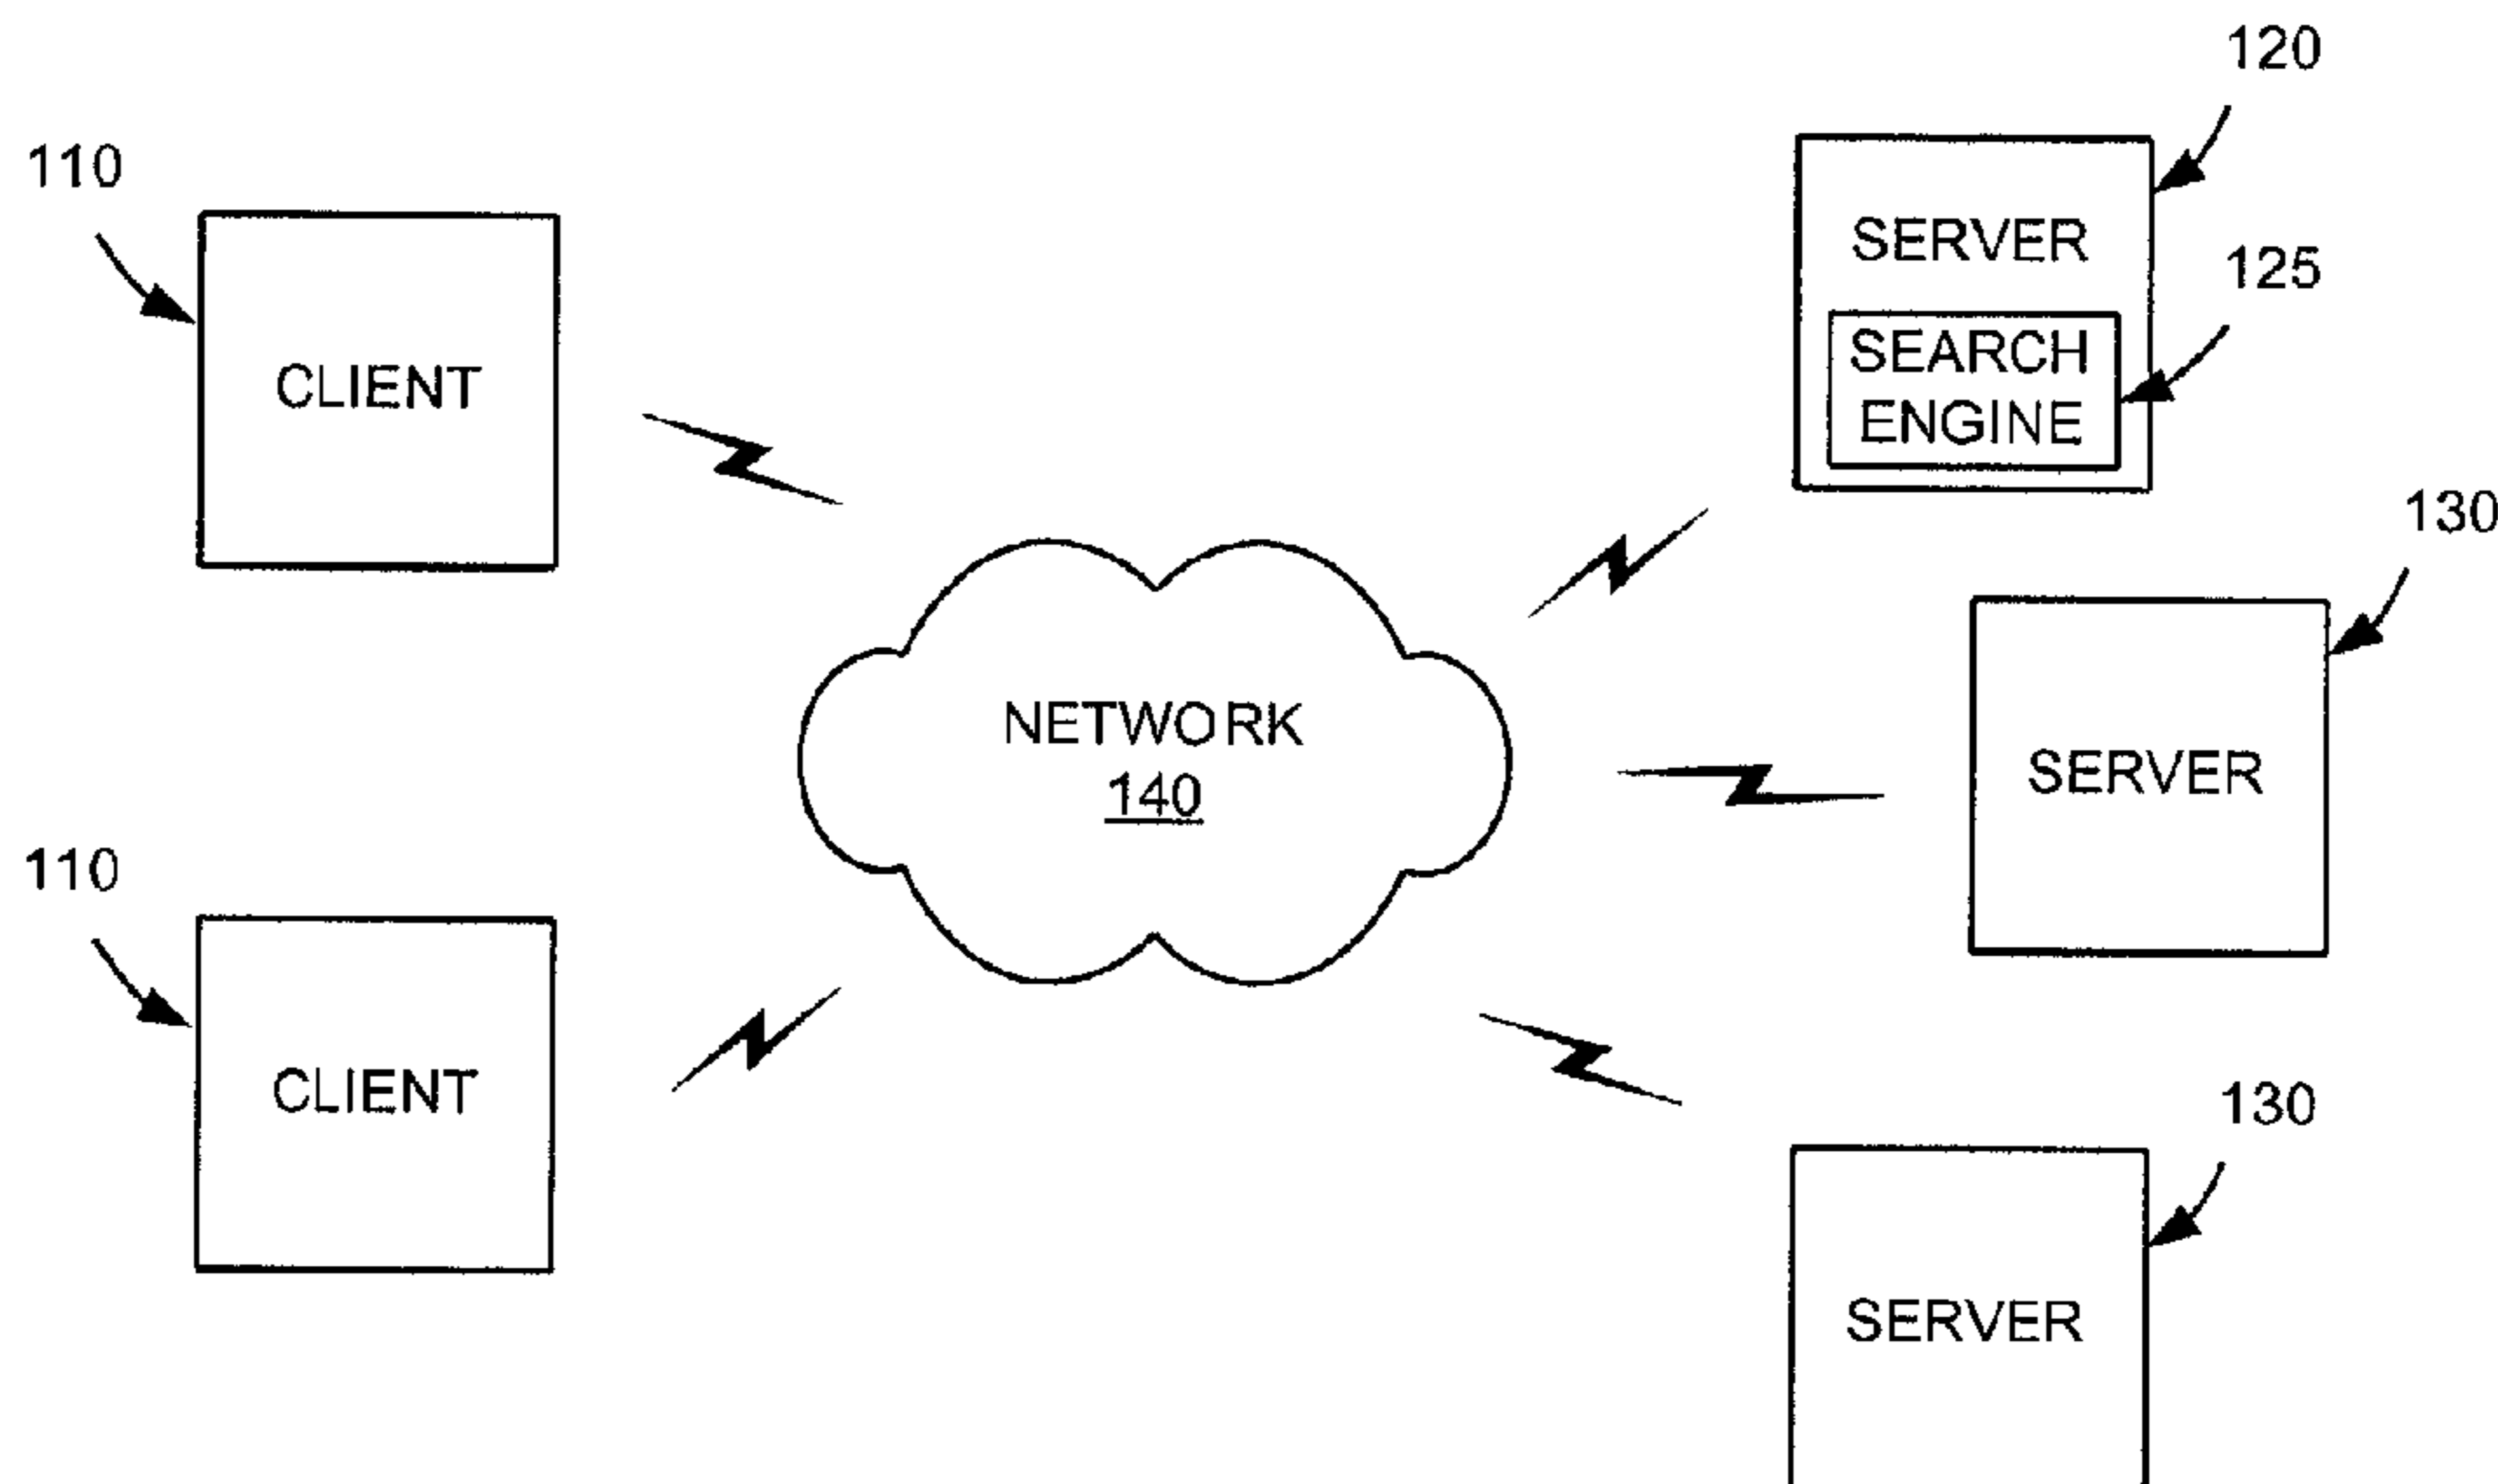 120
110
SERVER
125
SEARCH
ENGINE
CLIENT
130
NETWORK
140
SERVER
110
CLIENT
130
SERVER